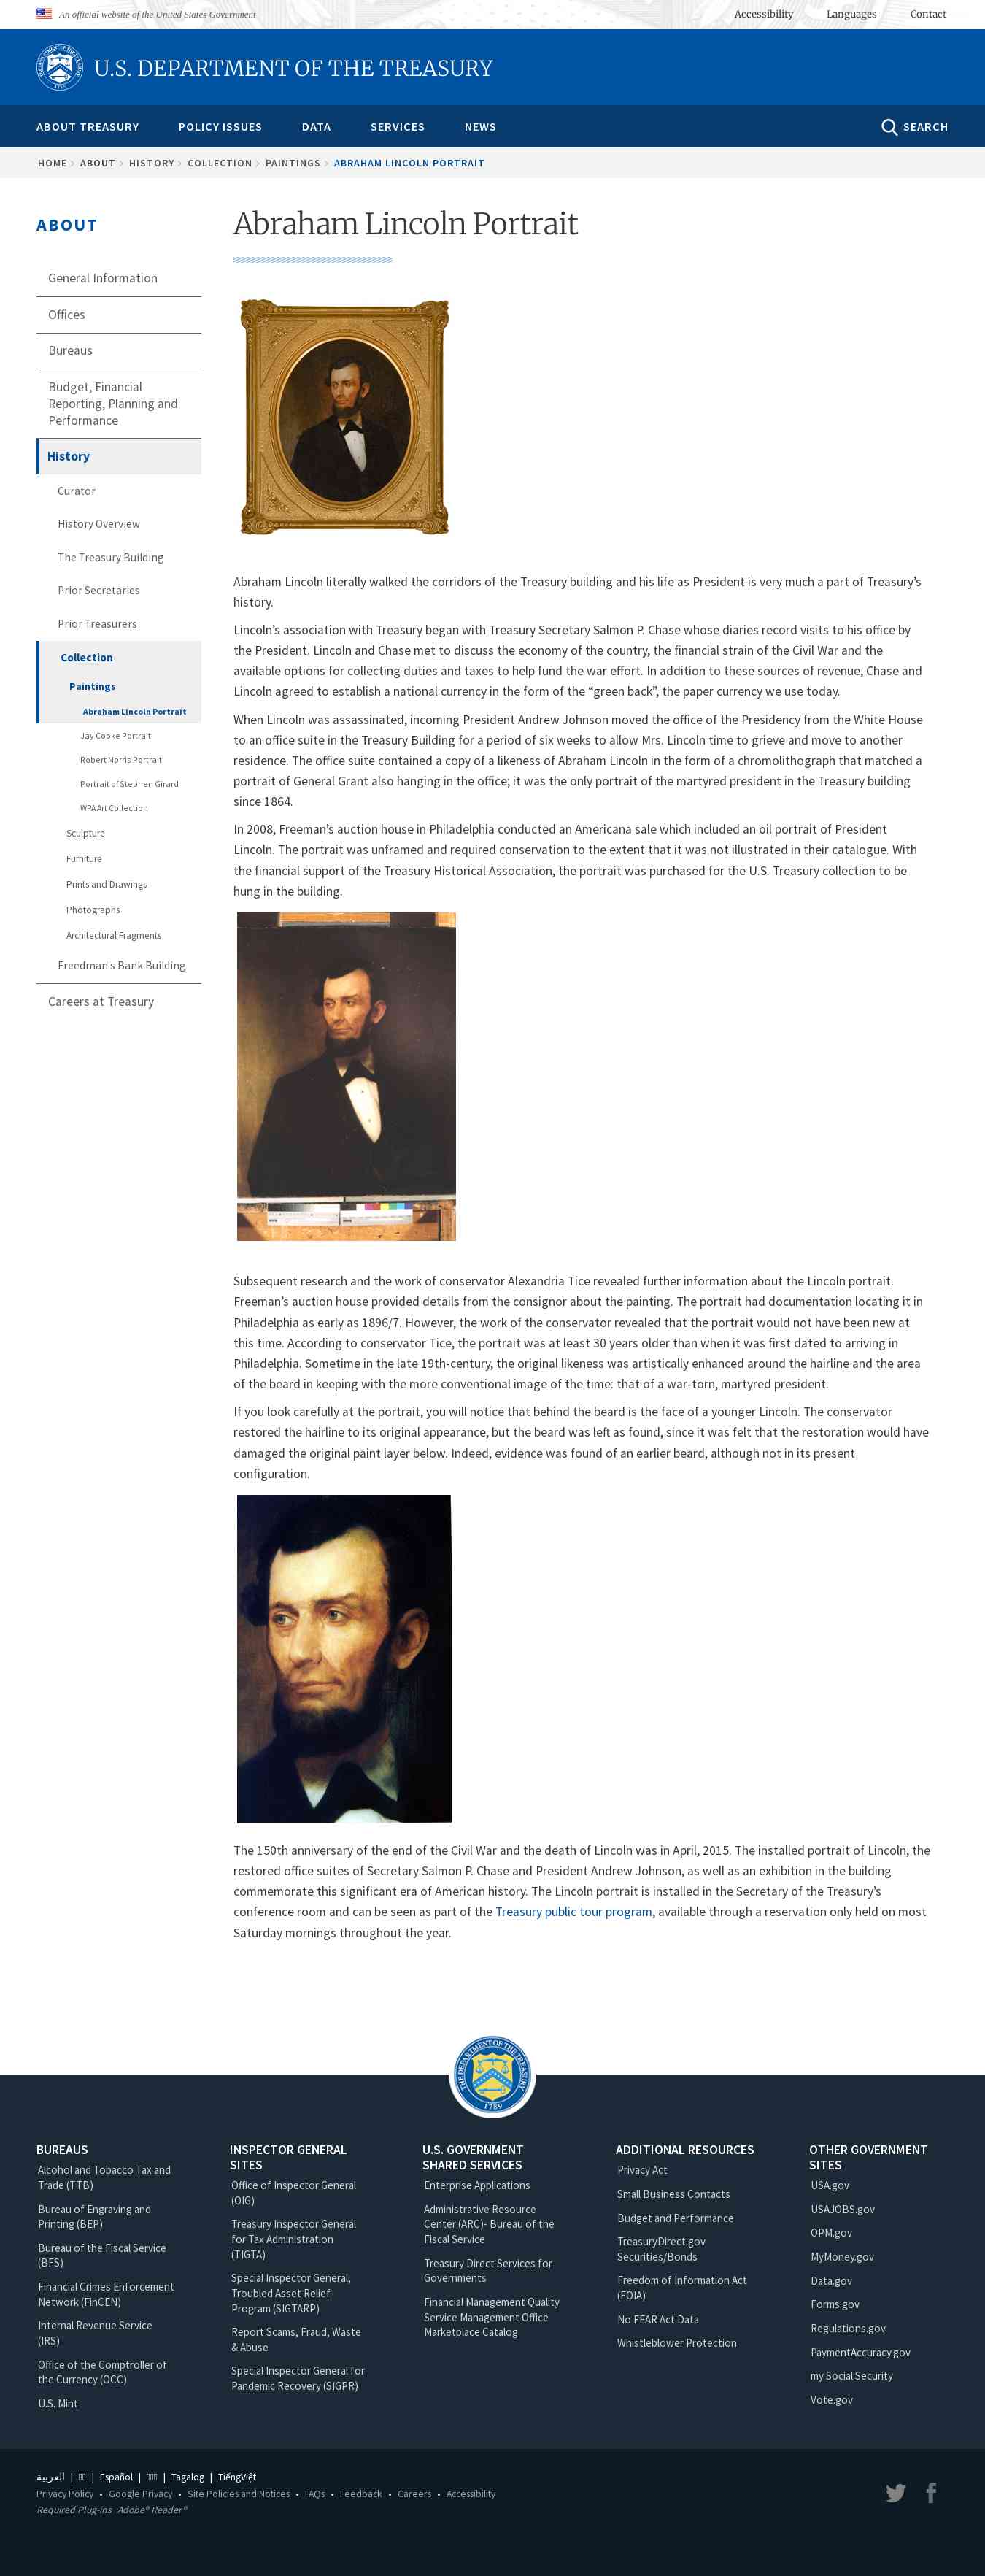 An official website of the United States Government
Accessibility
Languages
Contact
U.S. DEPARTMENT OF THE TREASURY
ABOUT TREASURY
POLICY ISSUES
DATA
SERVICES
NEWS
SEARCH
HOME
ABOUT
HISTORY
COLLECTION
PAINTINGS
ABRAHAM LINCOLN PORTRAIT
ABOUT
General Information
Offices
Bureaus
Budget, Financial
Reporting, Planning and
Performance
History
Curator
History Overview
The Treasury Building
Prior Secretaries
Prior Treasurers
Collection
Paintings
Abraham Lincoln Portrait
Jay Cooke Portrait
Robert Morris Portrait
Portrait of Stephen Girard
WPA Art Collection
Sculpture
Furniture
Prints and Drawings
Photographs
Architectural Fragments
Freedman's Bank Building
Careers at Treasury
Abraham Lincoln Portrait
Abraham Lincoln literally walked the corridors of the Treasury building and his life as President is very much a part of Treasury’s
history.
Lincoln’s association with Treasury began with Treasury Secretary Salmon P. Chase whose diaries record visits to his office by
the President. Lincoln and Chase met to discuss the economy of the country, the financial strain of the Civil War and the
available options for collecting duties and taxes to help fund the war effort. In addition to these sources of revenue, Chase and
Lincoln agreed to establish a national currency in the form of the “green back”, the paper currency we use today.
When Lincoln was assassinated, incoming President Andrew Johnson moved the office of the Presidency from the White House
to an office suite in the Treasury Building for a period of six weeks to allow Mrs. Lincoln time to grieve and move to another
residence. The office suite contained a copy of a likeness of Abraham Lincoln in the form of a chromolithograph that matched a
portrait of General Grant also hanging in the office; it was the only portrait of the martyred president in the Treasury building
since 1864.
In 2008, Freeman’s auction house in Philadelphia conducted an Americana sale which included an oil portrait of President
Lincoln. The portrait was unframed and required conservation to the extent that it was not illustrated in their catalogue. With
the financial support of the Treasury Historical Association, the portrait was purchased for the U.S. Treasury collection to be
hung in the building.
Subsequent research and the work of conservator Alexandria Tice revealed further information about the Lincoln portrait.
Freeman’s auction house provided details from the consignor about the painting. The portrait had documentation locating it in
Philadelphia as early as 1896/7. However, the work of the conservator revealed that the portrait would not have been new at
this time. According to conservator Tice, the portrait was at least 30 years older than when it was first dated to arriving in
Philadelphia. Sometime in the late 19th-century, the original likeness was artistically enhanced around the hairline and the area
of the beard in keeping with the more conventional image of the time: that of a war-torn, martyred president.
If you look carefully at the portrait, you will notice that behind the beard is the face of a younger Lincoln. The conservator
restored the hairline to its original appearance, but the beard was left as found, since it was felt that the restoration would have
damaged the original paint layer below. Indeed, evidence was found of an earlier beard, although not in its present
configuration.
The 150th anniversary of the end of the Civil War and the death of Lincoln was in April, 2015. The installed portrait of Lincoln, the
restored office suites of Secretary Salmon P. Chase and President Andrew Johnson, as well as an exhibition in the building
commemorate this significant era of American history. The Lincoln portrait is installed in the Secretary of the Treasury’s
conference room and can be seen as part of the Treasury public tour program, available through a reservation only held on most
Saturday mornings throughout the year.
THE DEPARTMENT OF THE TREASURY
1789
BUREAUS
Alcohol and Tobacco Tax and
Trade (TTB)
Bureau of Engraving and
Printing (BEP)
Bureau of the Fiscal Service
(BFS)
Financial Crimes Enforcement
Network (FinCEN)
Internal Revenue Service
(IRS)
Office of the Comptroller of
the Currency (OCC)
U.S. Mint
INSPECTOR GENERAL
SITES
Office of Inspector General
(OIG)
Treasury Inspector General
for Tax Administration
(TIGTA)
Special Inspector General,
Troubled Asset Relief
Program (SIGTARP)
Report Scams, Fraud, Waste
& Abuse
Special Inspector General for
Pandemic Recovery (SIGPR)
U.S. GOVERNMENT
SHARED SERVICES
Enterprise Applications
Administrative Resource
Center (ARC)- Bureau of the
Fiscal Service
Treasury Direct Services for
Governments
Financial Management Quality
Service Management Office
Marketplace Catalog
ADDITIONAL RESOURCES
Privacy Act
Small Business Contacts
Budget and Performance
TreasuryDirect.gov
Securities/Bonds
Freedom of Information Act
(FOIA)
No FEAR Act Data
Whistleblower Protection
OTHER GOVERNMENT
SITES
USA.gov
USAJOBS.gov
OPM.gov
MyMoney.gov
Data.gov
Forms.gov
Regulations.gov
PaymentAccuracy.gov
my Social Security
Vote.gov
العربية | | Español | | Tagalog | TiếngViệt
Privacy Policy • Google Privacy • Site Policies and Notices • FAQs • Feedback • Careers • Accessibility
Required Plug-ins Adobe® Reader®